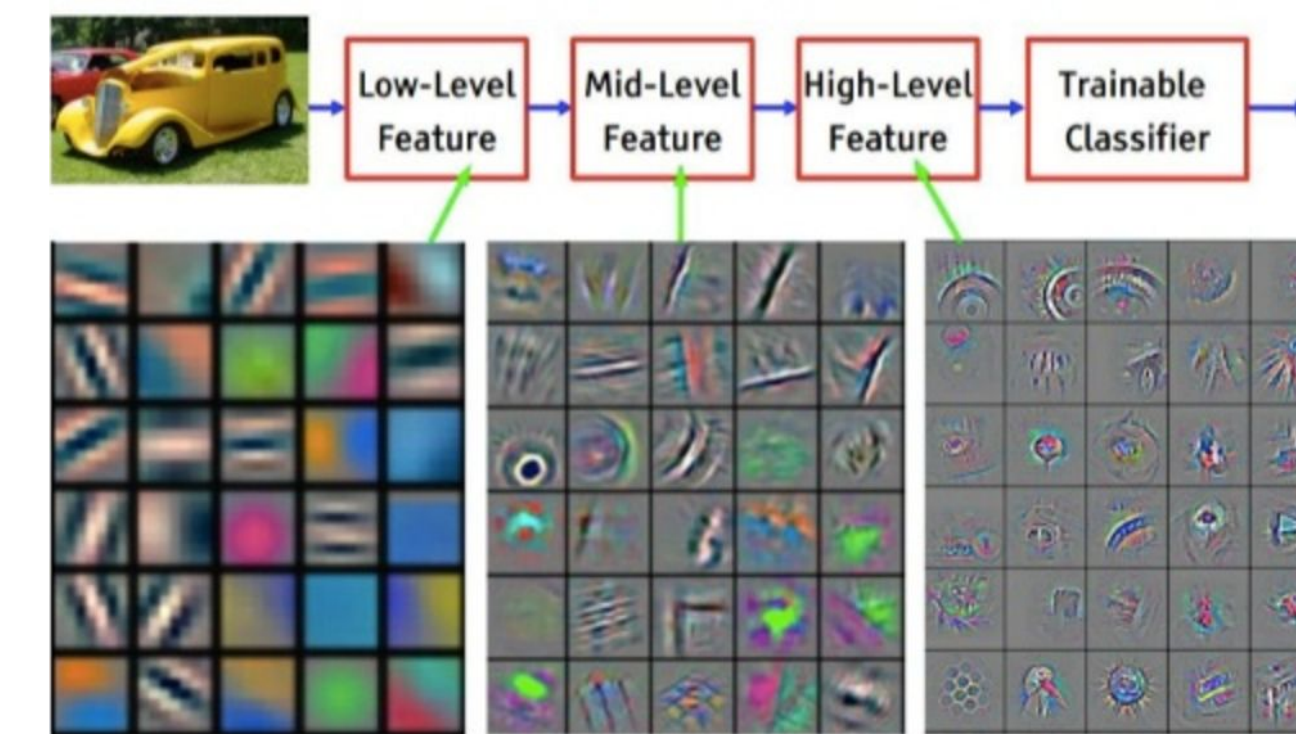 Low-Level
Feature
Mid-Level
Feature
High-Level
Feature
Trainable
Classifier